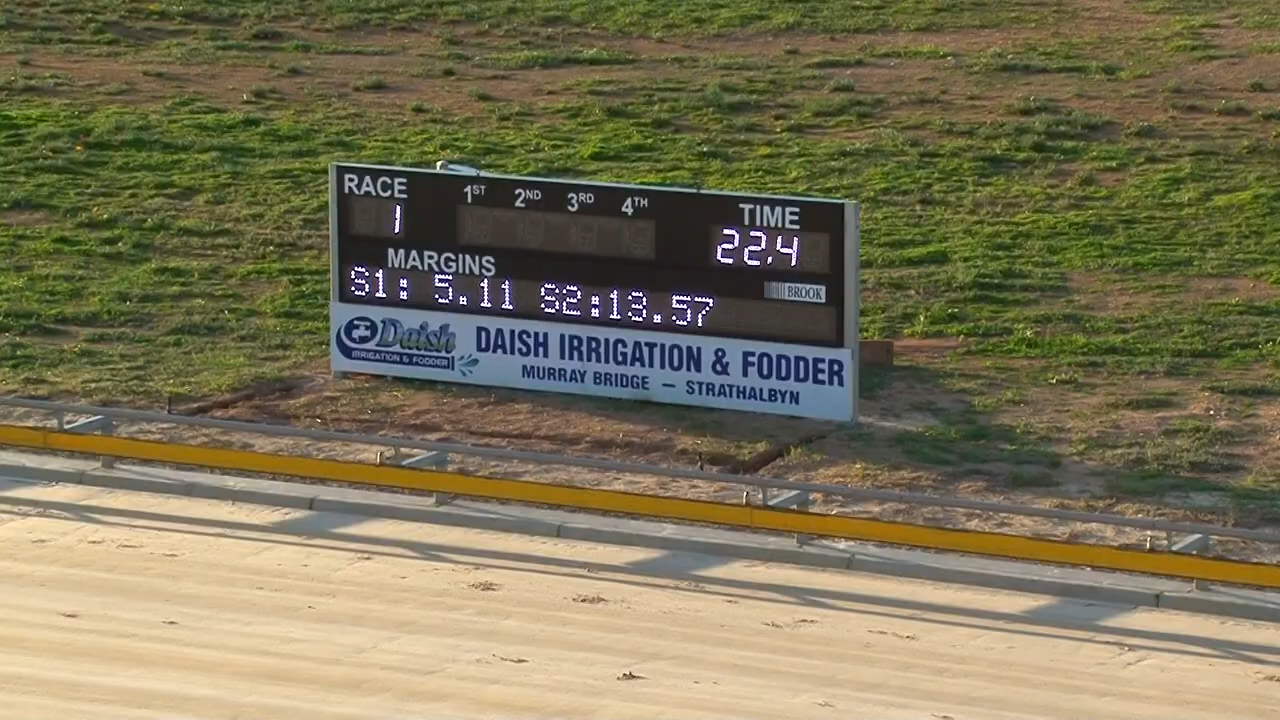 RACE 1ST 2ND 3RD 4TH TIME
1 22.4
MARGINS
S1: 5.11 S2:13.57
BROOK
Daish
IRRIGATION & FODDER
DAISH IRRIGATION & FODDER
MURRAY BRIDGE — STRATHALBYN